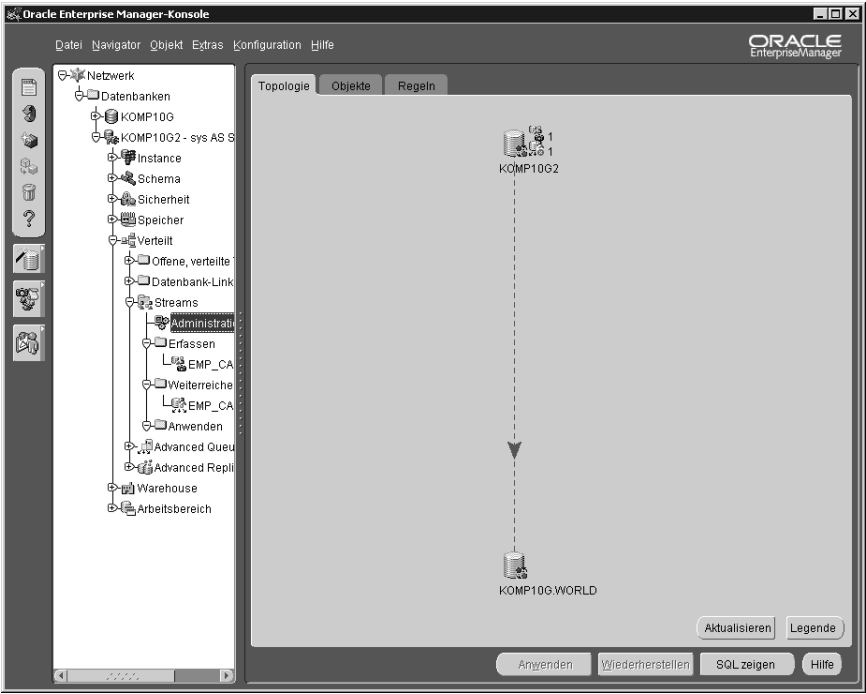 Oracle Enterprise Manager-Konsole
Datei Navigator Objekt Extras Konfiguration Hilfe
ORACLE
EnterpriseManager
Netzwerk
Datenbanken
KOMP10G
KOMP10G2 - sys AS S
Instance
Schema
Sicherheit
Speicher
Verteilt
Offene, verteilte
Datenbank-Link
Streams
Administrati
Erfassen
EMP_CA
Weiterreiche
EMP_CA
Anwenden
Advanced Queu
Advanced Repli
Warehouse
Arbeitsbereich
Topologie Objekte Regeln
1
1
KOMP10G2
KOMP10G.WORLD
Aktualisieren Legende
Anwenden Wiederherstellen SQL zeigen Hilfe